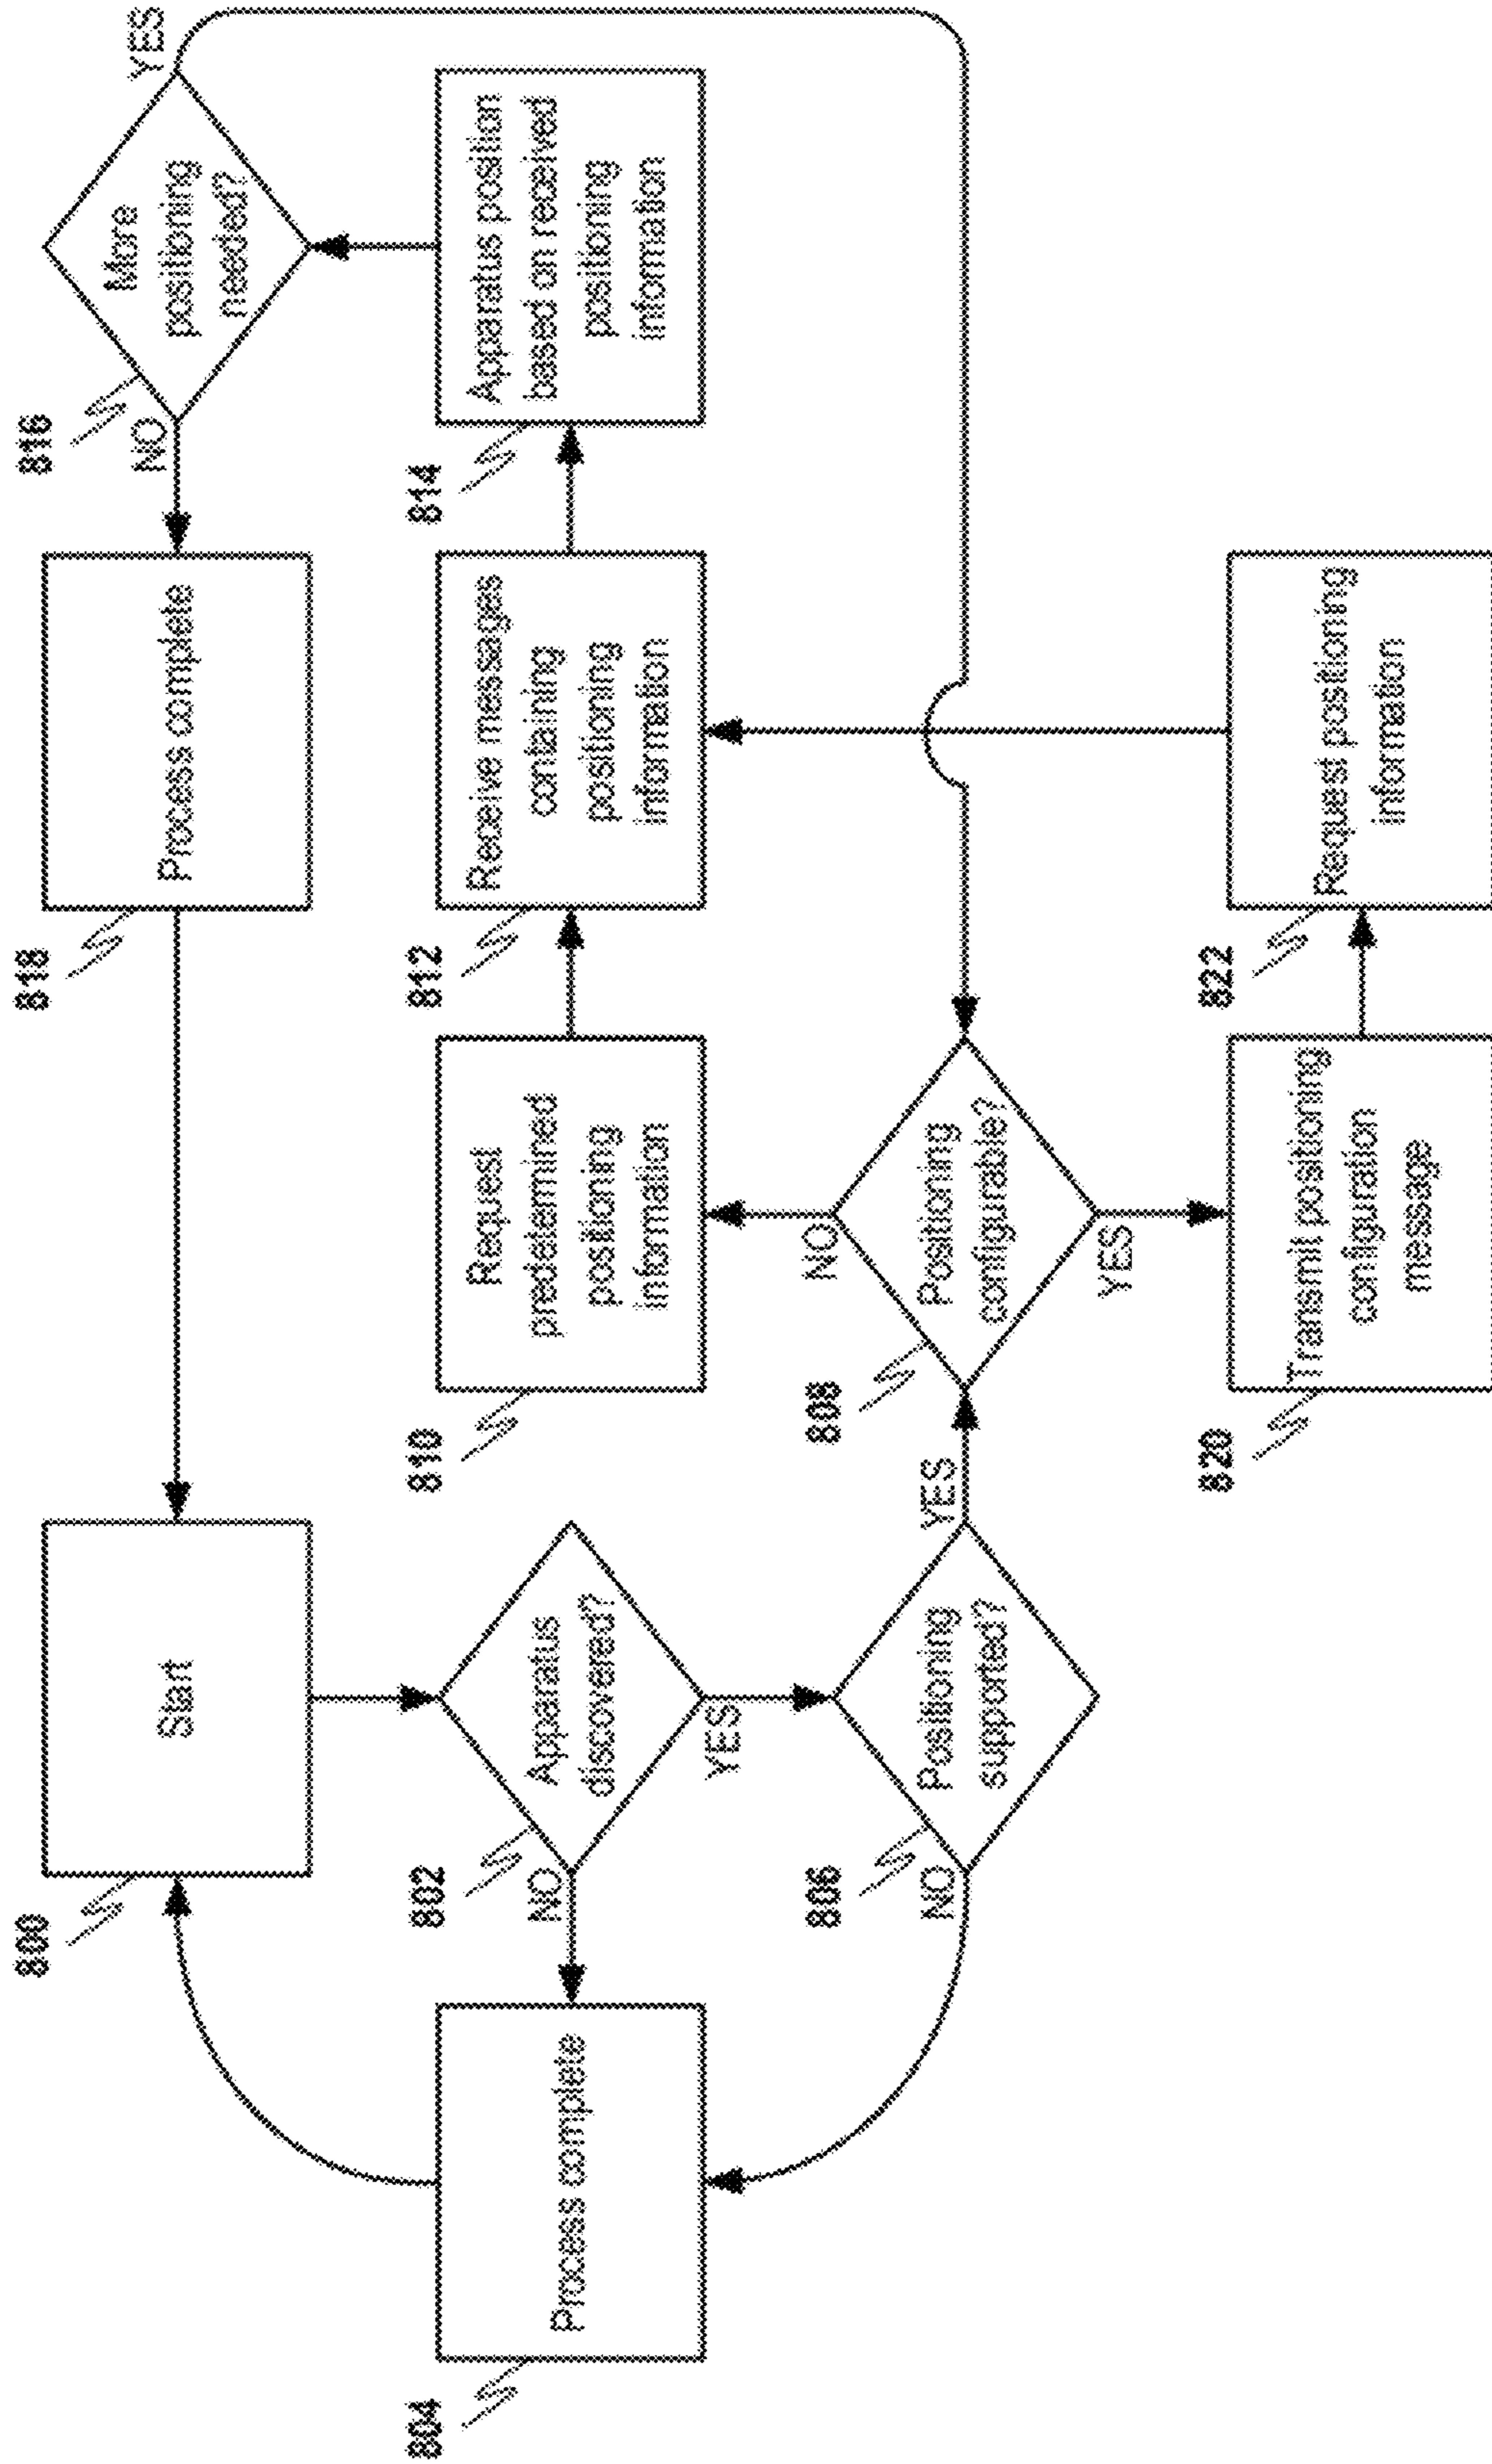 800
Start
818
Process complete
816
More
positioning
needed?
NO
YES
804
Process complete
802
Apparatus
discovered?
NO
YES
810
Request
predetermined
positioning
information
812
Receive messages
containing
positioning
information
814
Apparatus position
based on received
positioning
information
806
Positioning
supported?
NO
YES
808
Positioning
configurable?
NO
YES
820
Transmit positioning
configuration
message
822
Request positioning
information